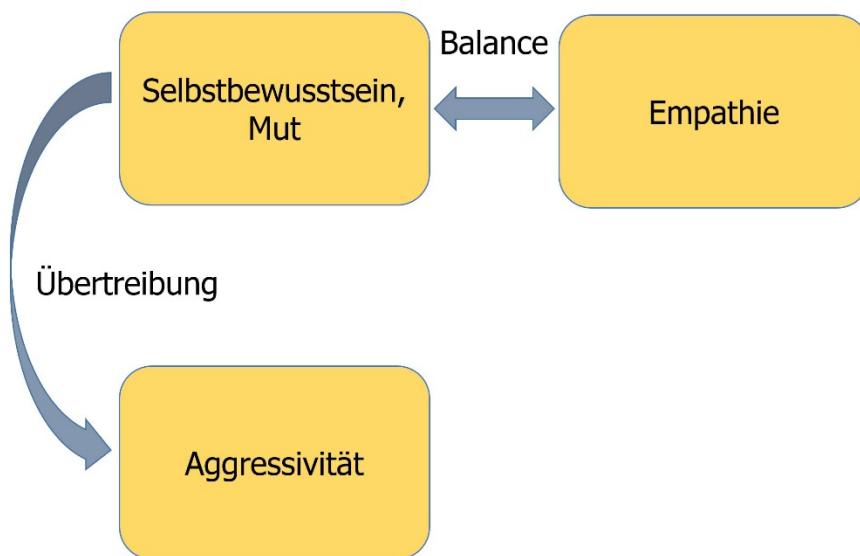 Balance
Selbstbewusstsein,
Mut
Empathie
Übertreibung
Aggressivität